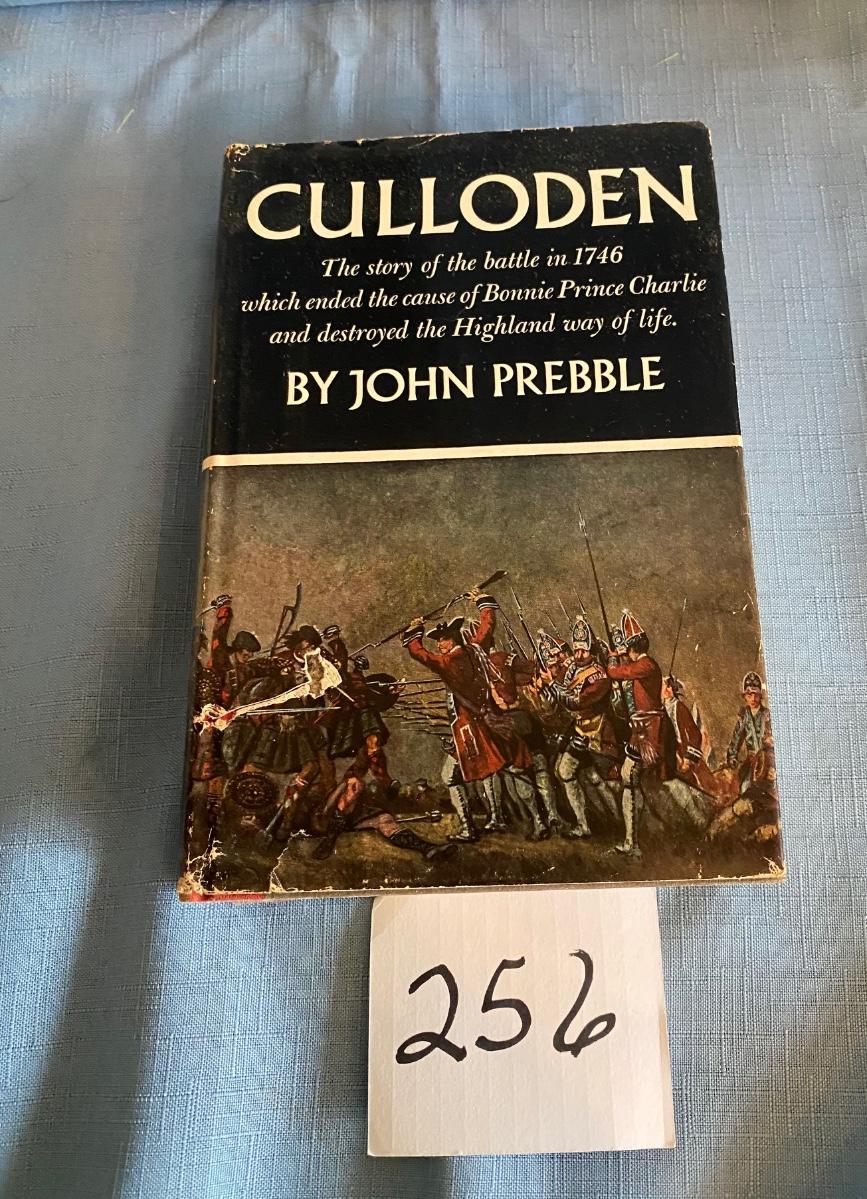 CULLODEN
The story of the battle in 1746
which ended the cause of Bonnie Prince Charlie
and destroyed the Highland way of life.
BY JOHN PREBBLE
256